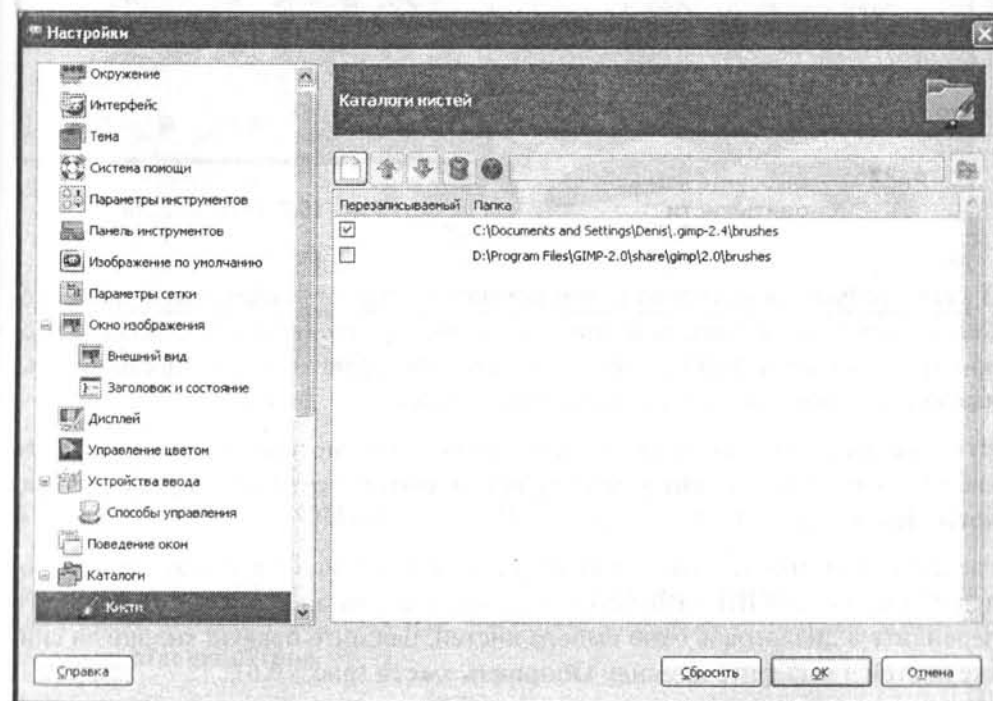 Настройки
Окружение
Интерфейс
Тема
Система помощи
Параметры инструментов
Панель инструментов
Изображение по умолчанию
Параметры сетки
Окно изображения
Внешний вид
Заголовок и состояние
Дисплей
Управление цветом
Устройства ввода
Способы управления
Поведение окон
Каталоги
Кисти
Каталоги кистей
Перезаписываемый Папка
C:\Documents and Settings\Denis\.gimp-2.4\brushes
D:\Program Files\GIMP-2.0\share\gimp\2.0\brushes
Справка
Сбросить
OK
Отмена